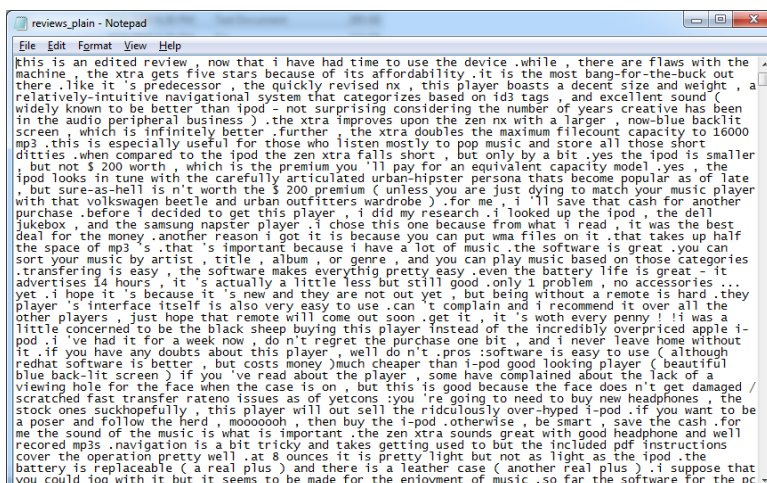 reviews_plain - Notepad
File Edit Format View Help
this is an edited review , now that i have had time to use the device .while , there are flaws with the
machine , the xtra gets five stars because of its affordability .it is the most bang-for-the-buck out
there .like it 's predecessor , the quickly revised nx , this player boasts a decent size and weight , a
relatively-intuitive navigational system that categorizes based on id3 tags , and excellent sound (
widely known to be better than ipod - not surprising considering the number of years creative has been
in the audio peripheral business ) .the xtra improves upon the zen nx with a larger , now-blue backlit
screen , which is infinitely better .further , the xtra doubles the maximum filecount capacity to 16000
mp3 .this is especially useful for those who listen mostly to pop music and store all those short
ditties .when compared to the ipod the zen xtra falls short , but only by a bit .yes the ipod is smaller
, but not $ 200 worth , which is the premium you 'll pay for an equivalent capacity model .yes , the
ipod looks in tune with the carefully articulated urban-hipster persona thats become popular as of late
, but sure-as-hell is n't worth the $ 200 premium ( unless you are just dying to match your music player
with that volkswagen beetle and urban outfitters wardrobe ) .for me , i 'll save that cash for another
purchase .before i decided to get this player , i did my research .i looked up the ipod , the dell
jukebox , and the samsung napster player .i chose this one because from what i read , it was the best
deal for the money .another reason i got it is because you can put wma files on it .that takes up half
the space of mp3 's .that 's important because i have a lot of music .the software is great .you can
sort your music by artist , title , album , or genre , and you can play music based on those categories
.transfering is easy , the software makes everythig pretty easy .even the battery life is great - it
advertises 14 hours , it 's actually a little less but still good .only 1 problem , no accessories ...
yet .i hope it 's because it 's new and they are not out yet , but being without a remote is hard .they
player 's interface itself is also very easy to use .can 't complain and i recommend it over all the
other players , just hope that remote will come out soon .get it , it 's woth every penny ! !i was a
little concerned to be the black sheep buying this player instead of the incredibly overpriced apple i-
pod .i 've had it for a week now , do n't regret the purchase one bit , and i never leave home without
it .if you have any doubts about this player , well do n't .pros :software is easy to use ( although
redhat software is better , but costs money )much cheaper than i-pod good looking player ( beautiful
blue back-lit screen ) if you 've read about the player , some have complained about the lack of a
viewing hole for the face when the case is on , but this is good because the face does n't get damaged /
scratched fast transfer rateno issues as of yetcons :you 're going to need to buy new headphones , the
stock ones suckhopefully , this player will out sell the ridculously over-hyped i-pod .if you want to be
a poser and follow the herd , mooooooh , then buy the i-pod .otherwise , be smart , save the cash .for
me the sound of the music is what is important .the zen xtra sounds great with good headphone and well
recored mp3s .navigation is a bit tricky and takes getting used to but the included pdf instructions
cover the operation pretty well .at 8 ounces it is pretty light but not as light as the ipod .the
battery is replaceable ( a real plus ) and there is a leather case ( another real plus ) .i suppose that
you could jog with it but it seems to be made for the enjoyment of music .so far the software for the pc